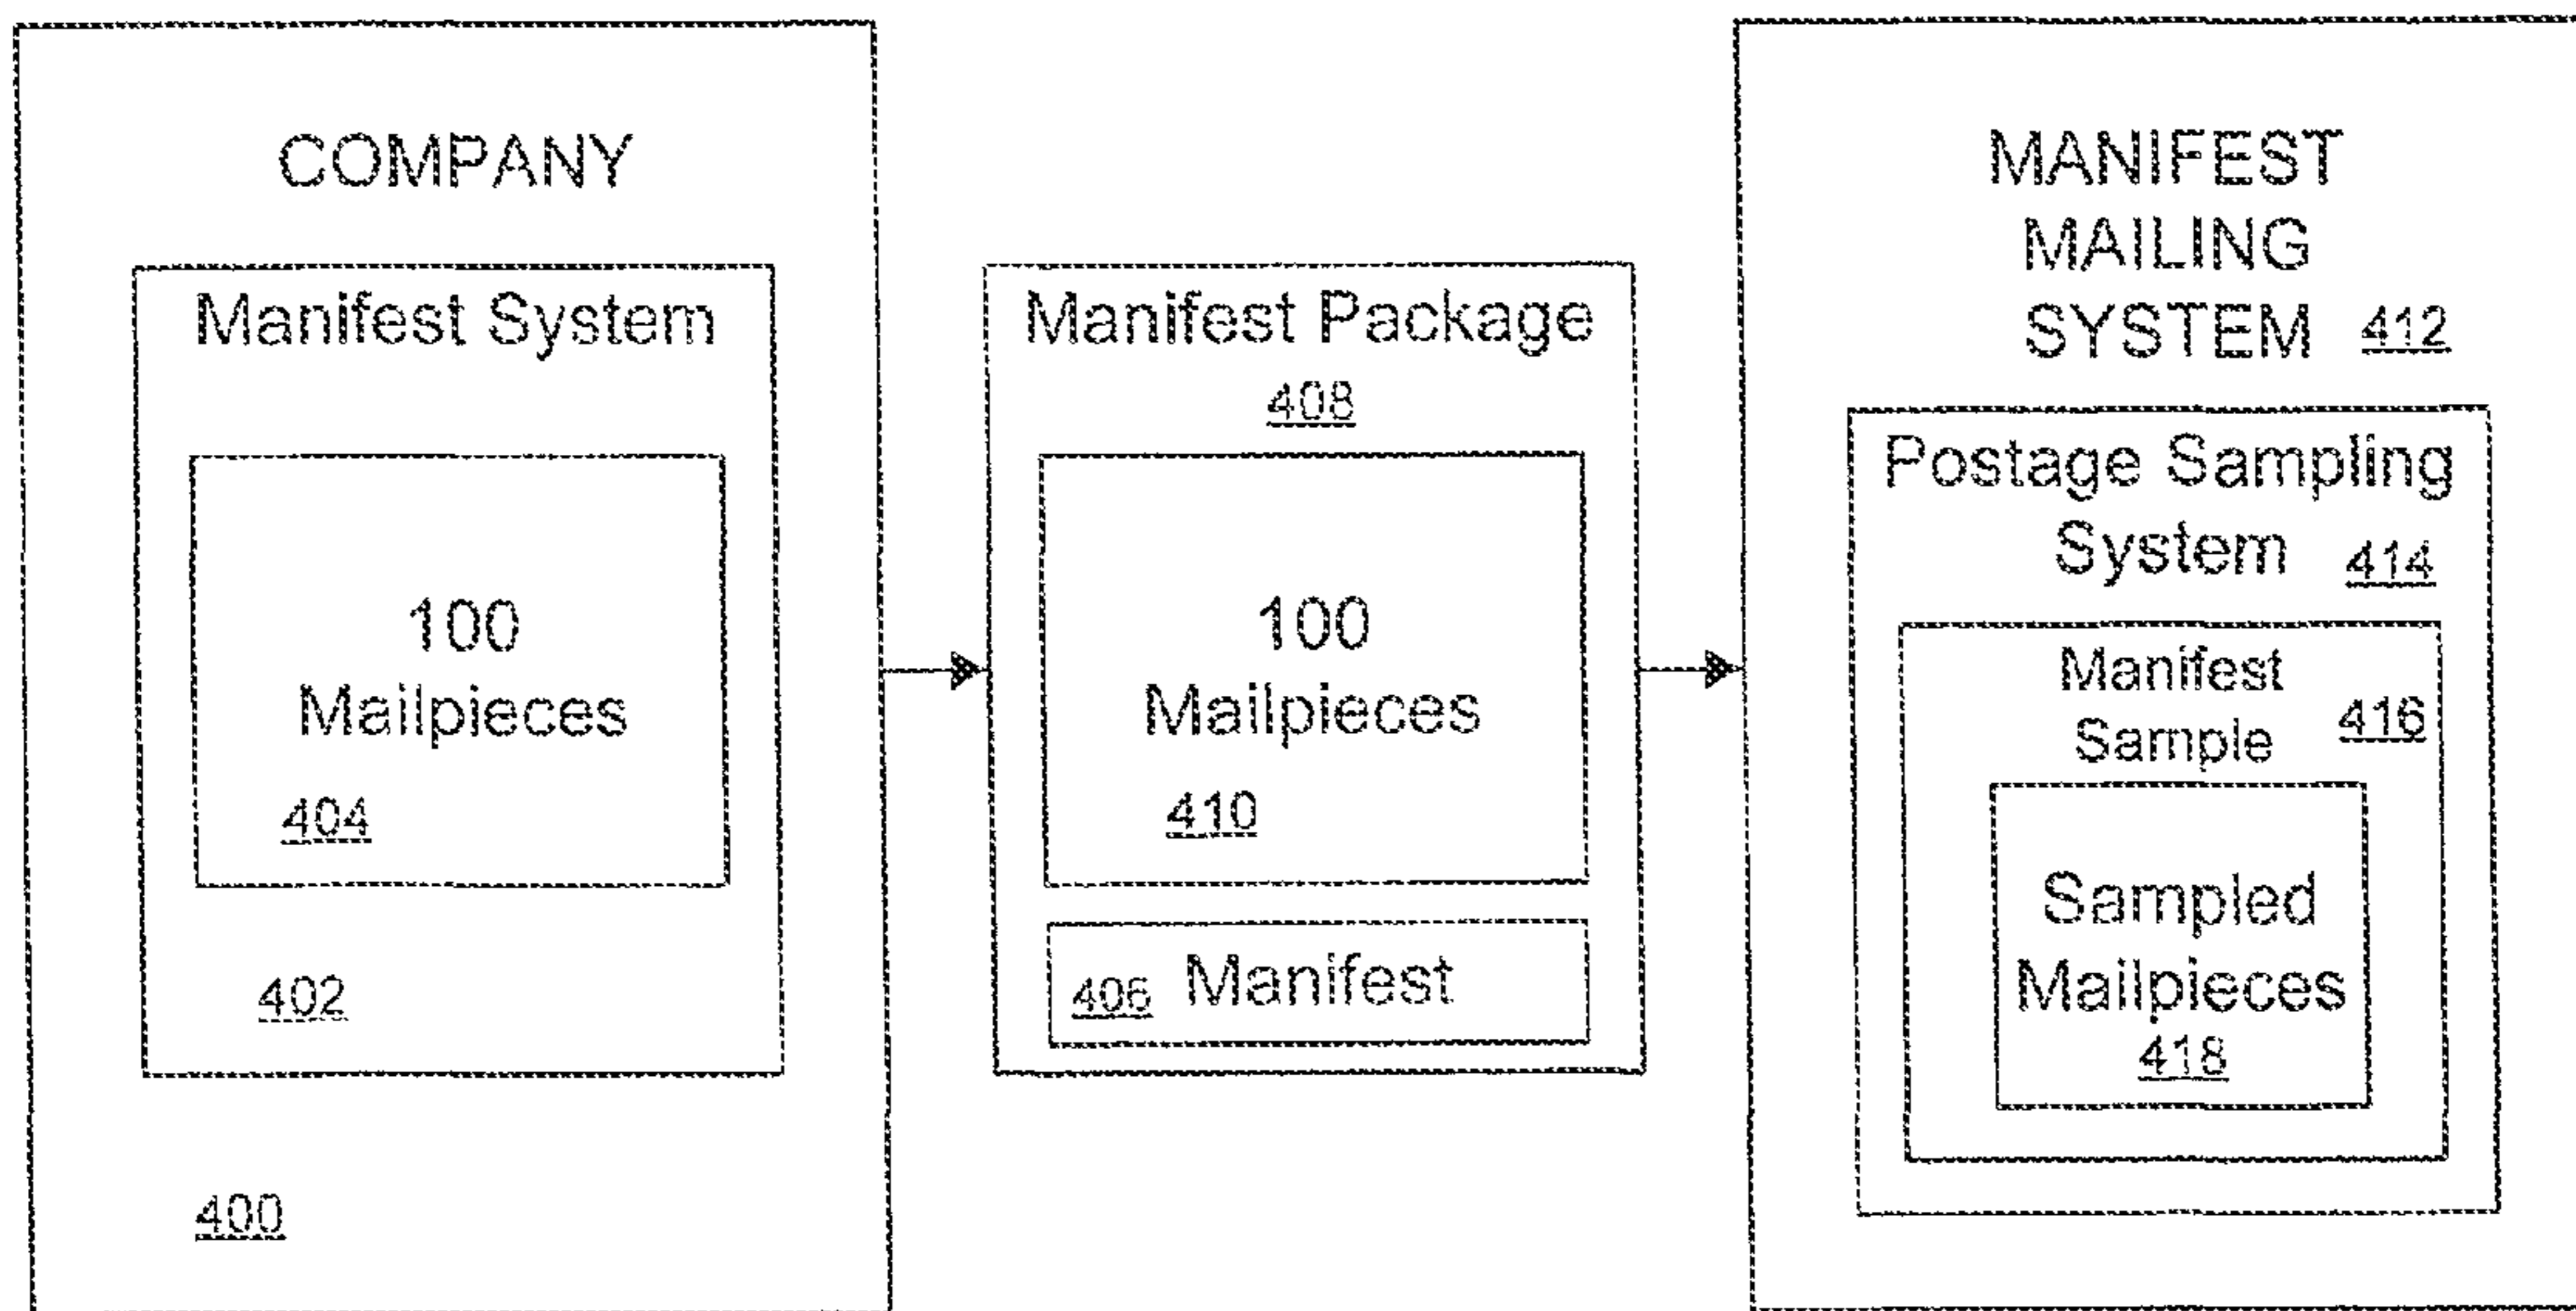 COMPANY
Manifest System
100
Mailpieces
404
402
400
Manifest Package
408
100
Mailpieces
410
406 Manifest
MANIFEST
MAILING
SYSTEM 412
Postage Sampling
System 414
Manifest
Sample 416
Sampled
Mailpieces
418